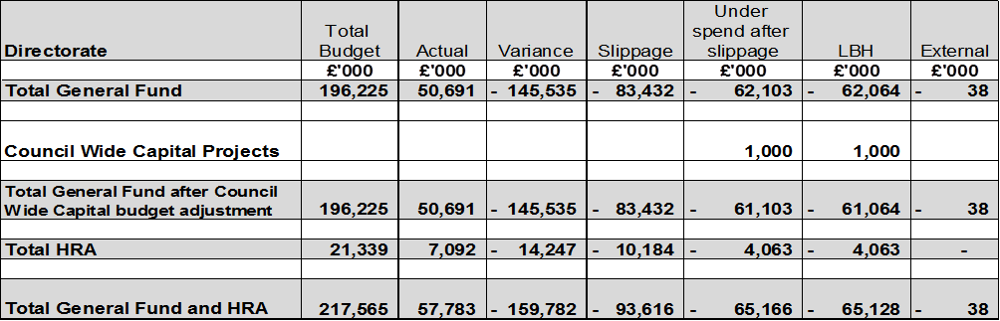 Directorate Total Budget Actual Variance Slippage Under spend after slippage LBH External
£'000 £'000 £'000 £'000 £'000 £'000 £'000
Total General Fund 196,225 50,691 - 145,535 - 83,432 - 62,103 - 62,064 - 38
Council Wide Capital Projects 1,000 1,000
Total General Fund after Council
Wide Capital budget adjustment 196,225 50,691 - 145,535 - 83,432 - 61,103 - 61,064 - 38
Total HRA 21,339 7,092 - 14,247 - 10,184 - 4,063 - 4,063 -
Total General Fund and HRA 217,565 57,783 - 159,782 - 93,616 - 65,166 - 65,128 - 38